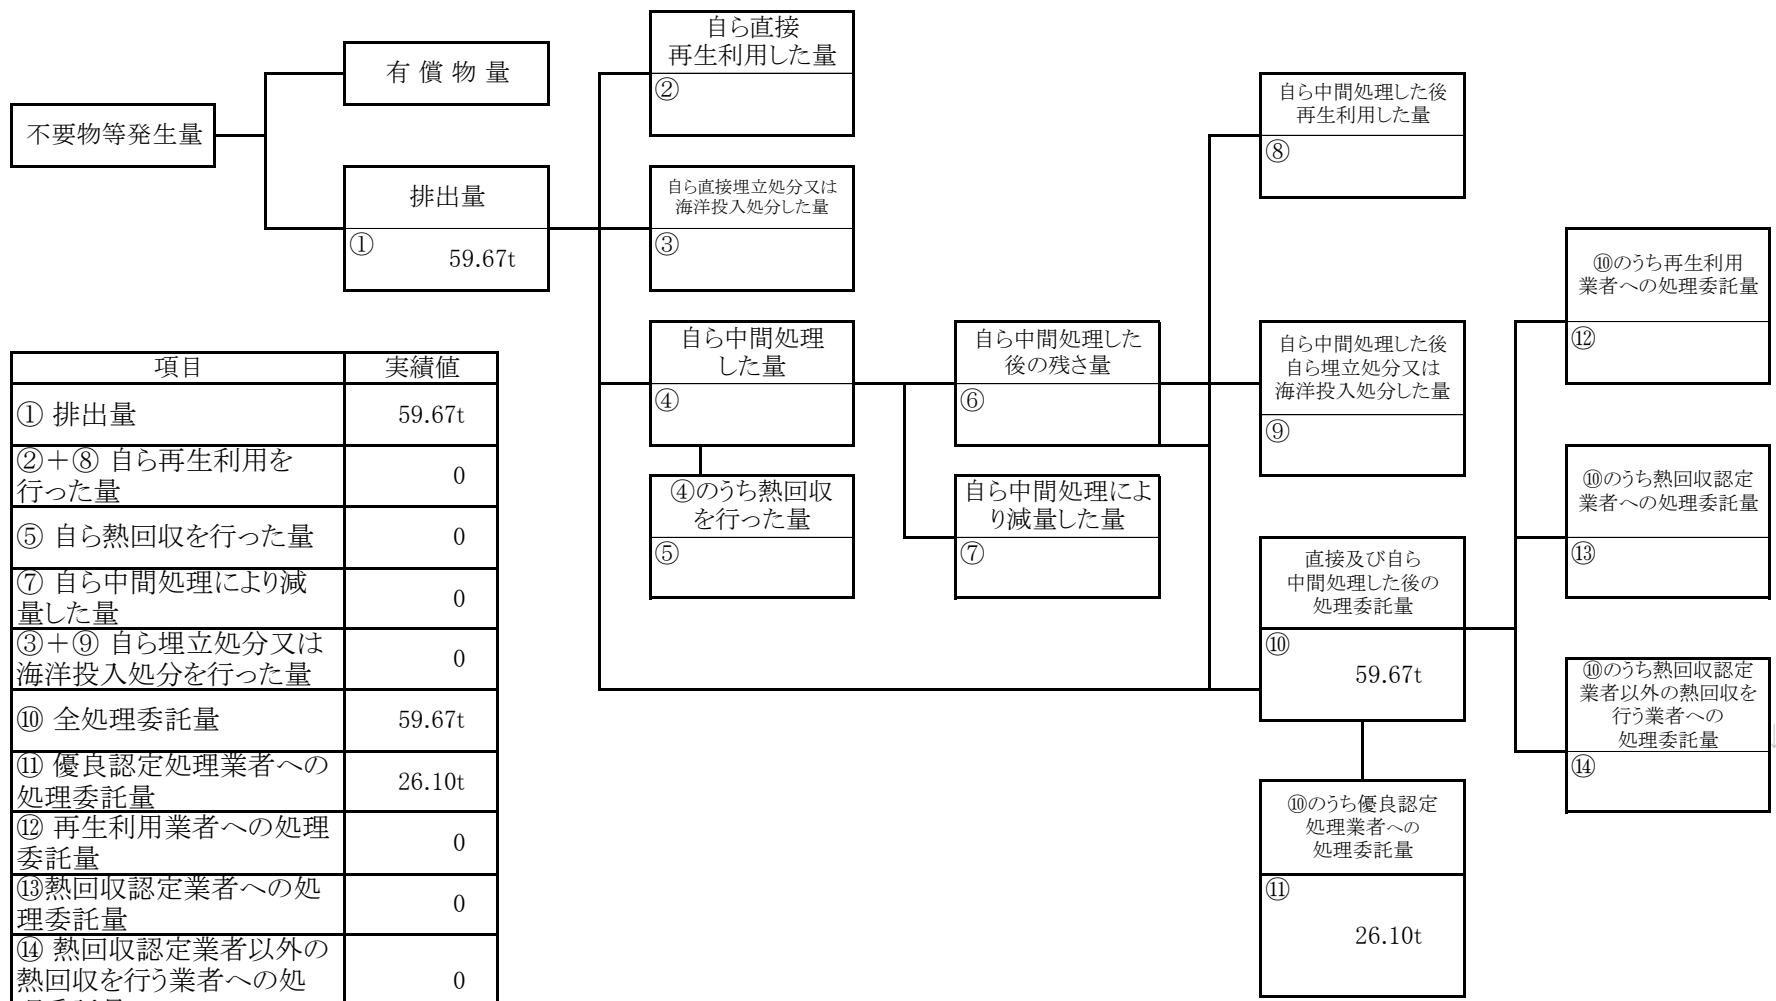 不要物等発生量
有 償 物 量
排出量
①
59.67t
自ら直接
再生利用した量
②
自ら直接埋立処分又は
海洋投入処分した量
③
自ら中間処理
した量
④
④のうち熱回収
を行った量
⑤
自ら中間処理した
後の残さ量
⑥
自ら中間処理によ
り減量した量
⑦
自ら中間処理した後
再生利用した量
⑧
自ら中間処理した後
自ら埋立処分又は
海洋投入処分した量
⑨
直接及び自ら
中間処理した後の
処理委託量
⑩
59.67t
⑩のうち優良認定
処理業者への
処理委託量
⑪
26.10t
⑩のうち再生利用
業者への処理委託量
⑫
⑩のうち熱回収認定
業者への処理委託量
⑬
⑩のうち熱回収認定
業者以外の熱回収を
行う業者への
処理委託量
⑭
項目 実績値
① 排出量 59.67t
②+⑧ 自ら再生利用を
行った量 0
⑤ 自ら熱回収を行った量 0
⑦ 自ら中間処理により減
量した量 0
③+⑨ 自ら埋立処分又は
海洋投入処分を行った量 0
⑩ 全処理委託量 59.67t
⑪ 優良認定処理業者への
処理委託量 26.10t
⑫ 再生利用業者への処理
委託量 0
⑬熱回収認定業者への処
理委託量 0
⑭ 熱回収認定業者以外の
熱回収を行う業者への処 0